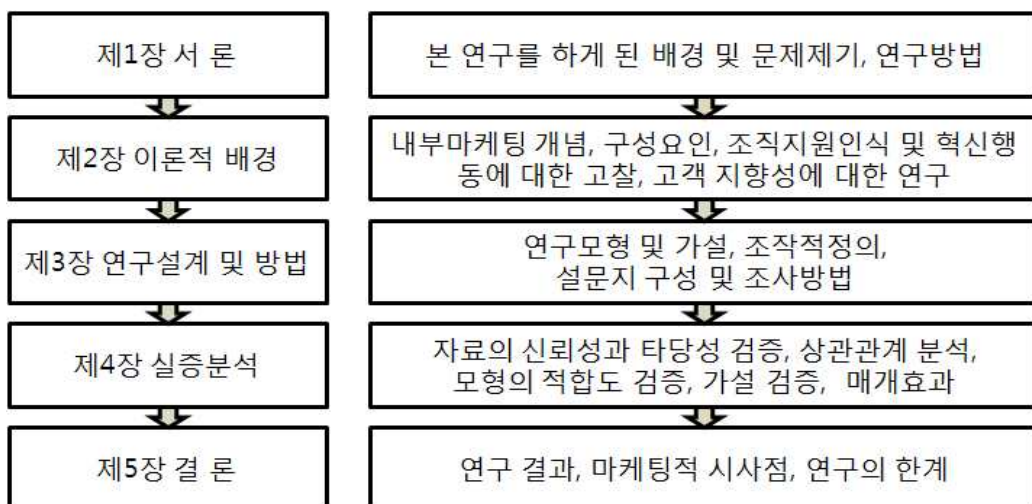 제1장 서 론
본 연구를 하게 된 배경 및 문제제기, 연구방법
제2장 이론적 배경
내부마케팅 개념, 구성요인, 조직지원인식 및 혁신행
동에 대한 고찰, 고객 지향성에 대한 연구
제3장 연구설계 및 방법
연구모형 및 가설, 조작적정의,
설문지 구성 및 조사방법
제4장 실증분석
자료의 신뢰성과 타당성 검증, 상관관계 분석,
모형의 적합도 검증, 가설 검증, 매개효과
제5장 결 론
연구 결과, 마케팅적 시사점, 연구의 한계